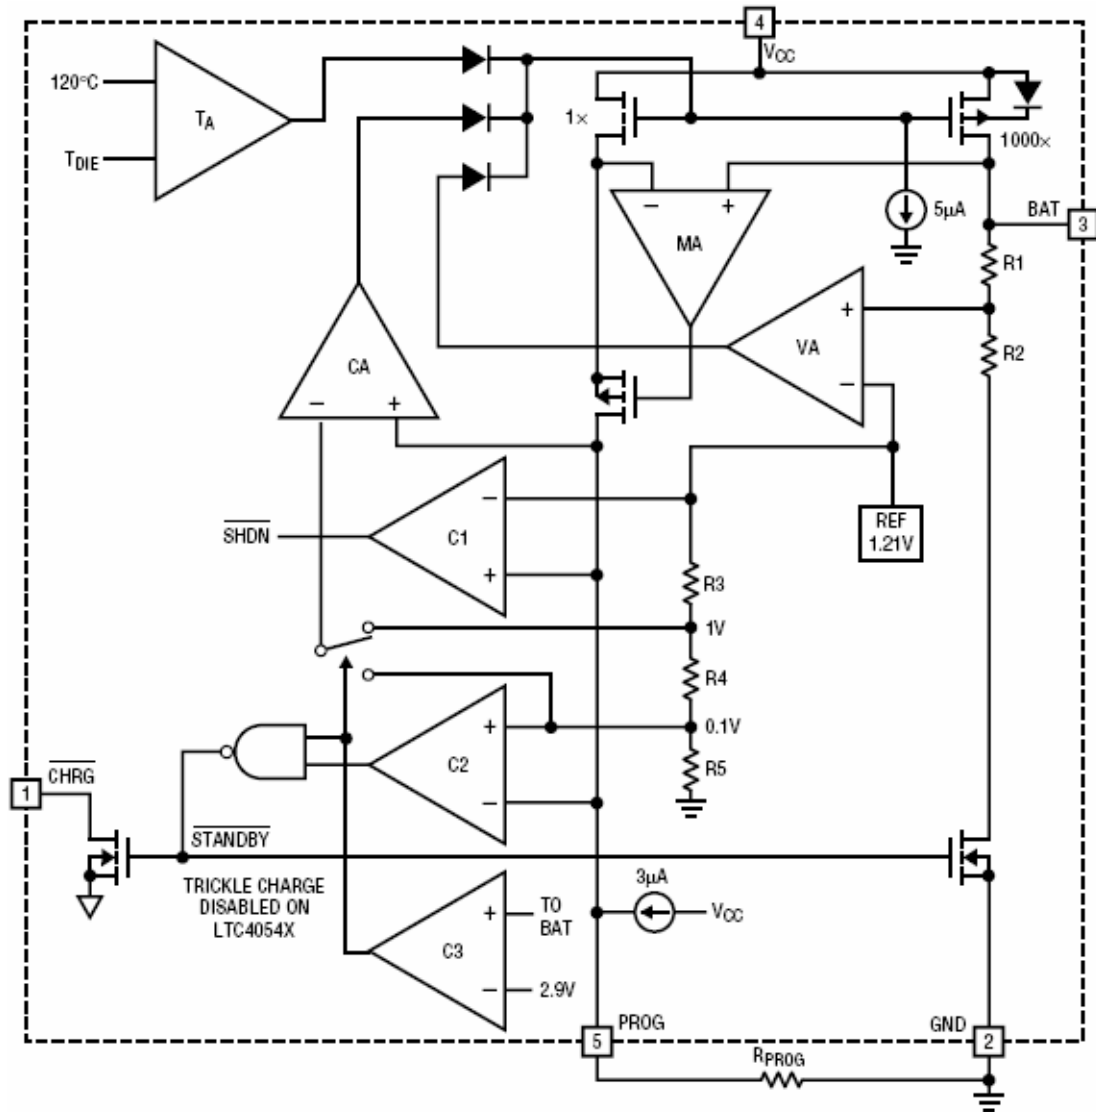 4
VCC
120°C
TA
TDIE
1×
1000×
5µA
BAT
3
− +
MA
R1
+
VA
−
R2
CA
− +
REF
1.21V
SHDN
−
C1
+
R3
1V
R4
+
0.1V
C2
R5
−
CHRG
1
STANDBY
TRICKLE CHARGE
DISABLED ON
LTC4054X
3µA
VCC
+
TO
BAT
C3
−
2.9V
PROG
5
GND
2
RPROG